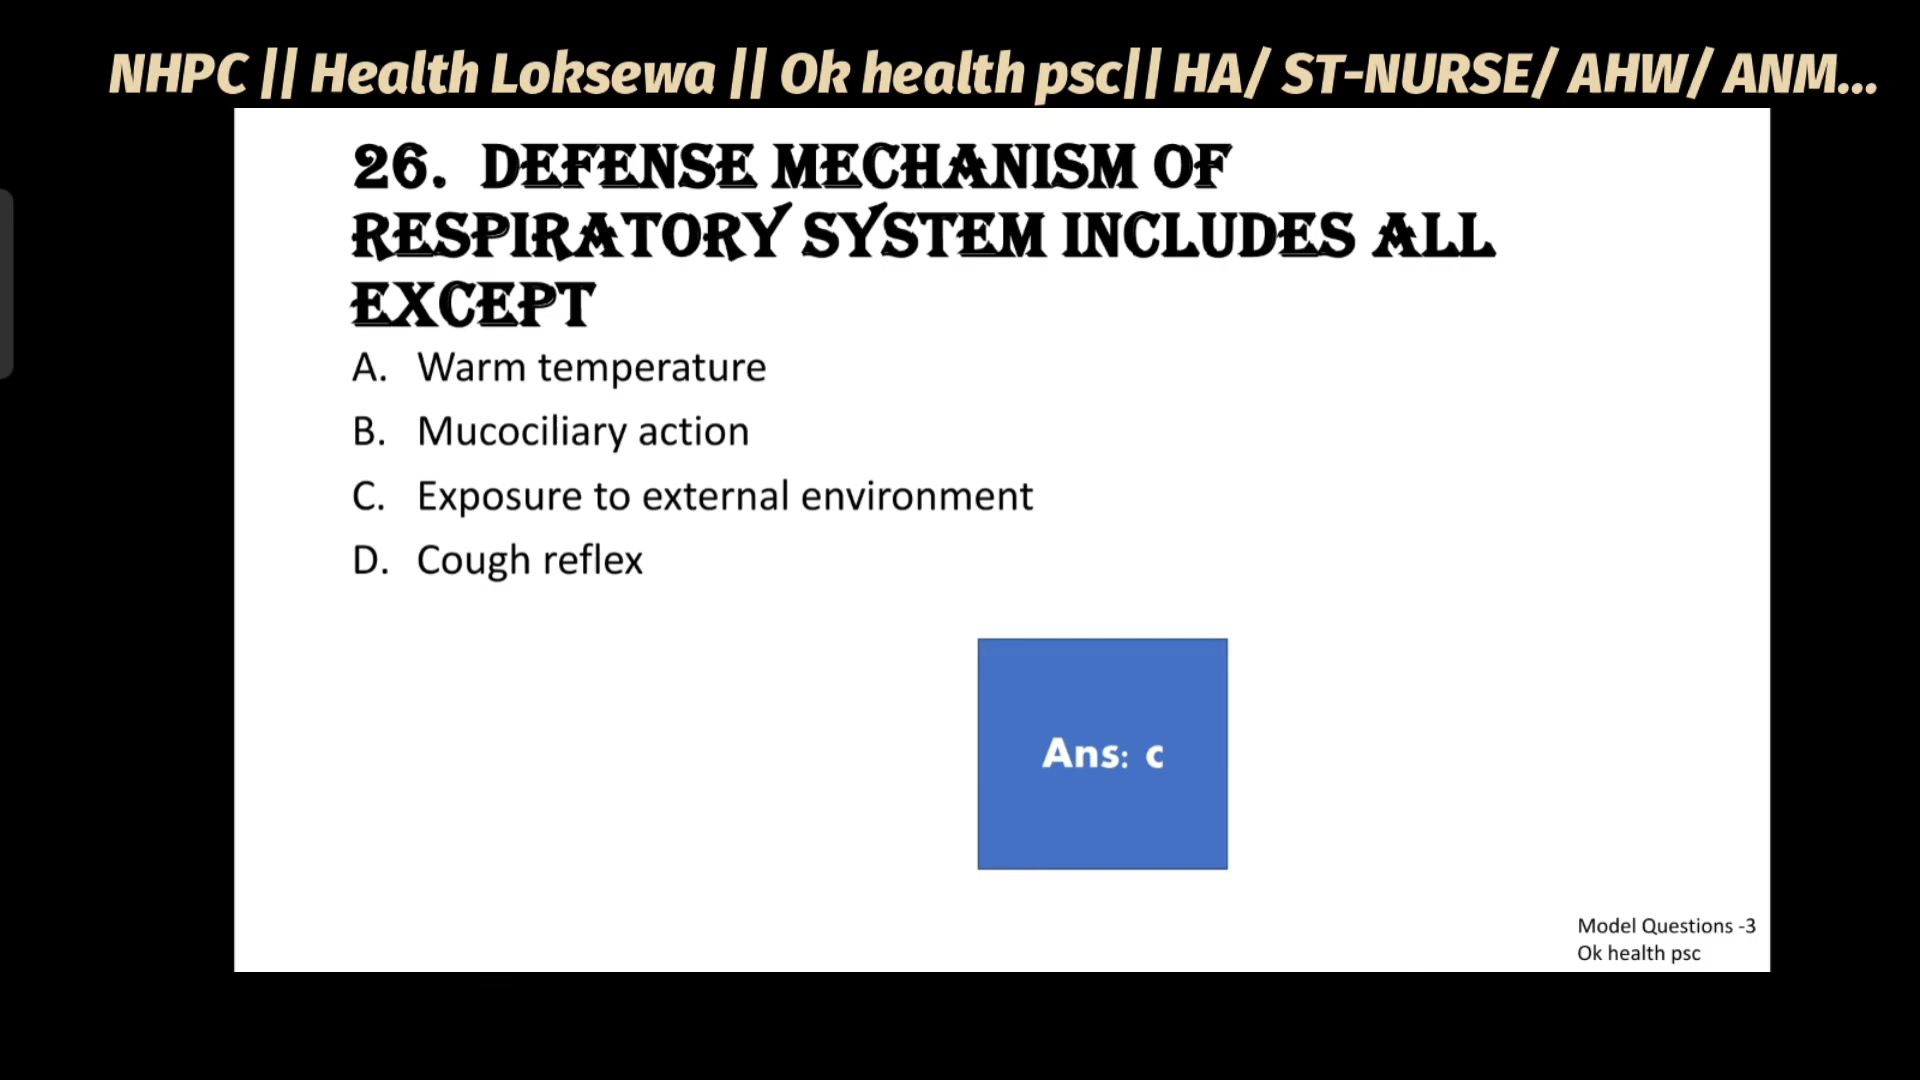 NHPC || Health Loksewa || Ok health psc|| HA/ ST-NURSE/ AHW/ ANM...
26. DEFENSE MECHANISM OF
RESPIRATORY SYSTEM INCLUDES ALL
EXCEPT
A. Warm temperature
B. Mucociliary action
C. Exposure to external environment
D. Cough reflex
Ans: c
Model Questions -3
Ok health psc